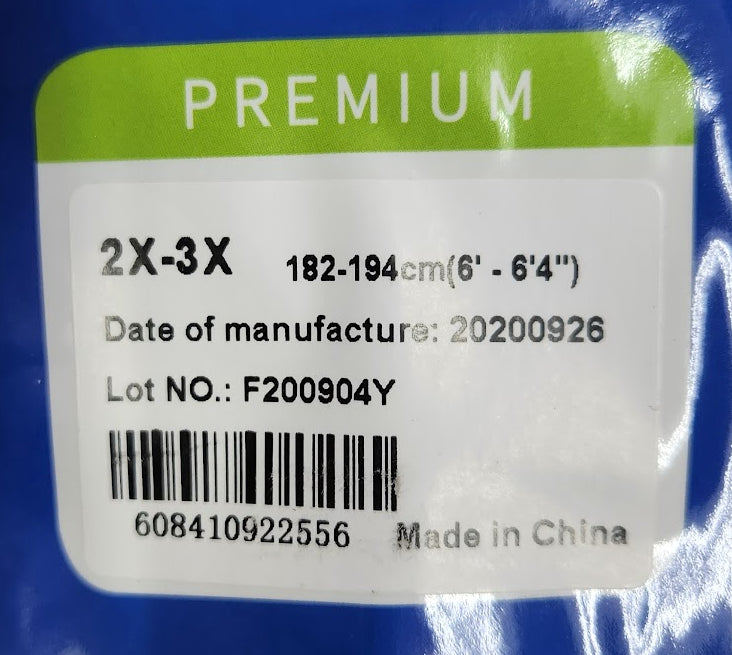 PREMIUM
2X-3X 182-194cm(6' - 6'4")
Date of manufacture: 20200926
Lot NO.: F200904Y
608410922556 Made in China